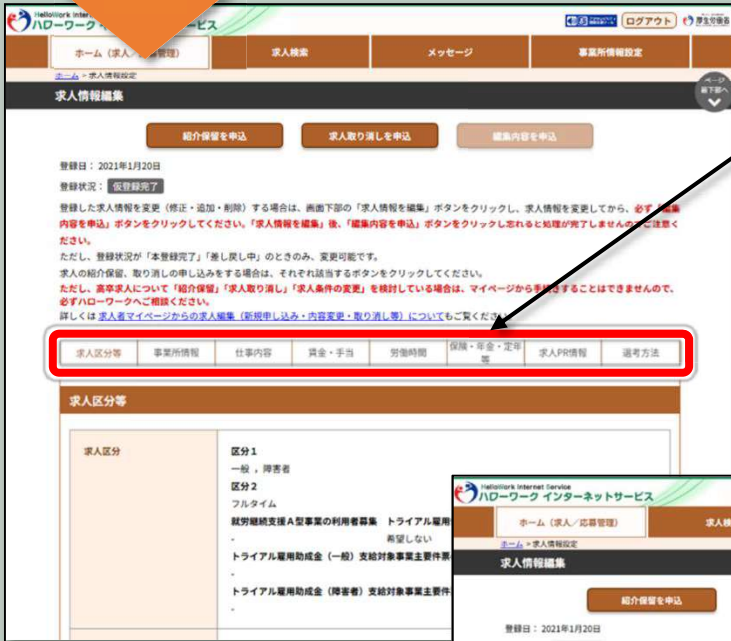 HelloWork Inter
ハローワーク イ ービス
ログアウト
厚生労働省
ホーム（求人／応募管理）
求人検索
メッセージ
事業所情報設定
ホーム > 求人情報設定
ページ
最下部へ
求人情報編集
紹介保留を申込
求人取り消しを申込
編集内容を申込
登録日： 2021年1月20日
登録状況： 仮登録完了
登録した求人情報を変更（修正・追加・削除）する場合は、画面下部の「求人情報を編集」ボタンをクリックし、求人情報を変更してから、必ず「編集
内容を申込」ボタンをクリックしてください。「求人情報を編集」後、「編集内容を申込」ボタンをクリックし忘れると処理が完了しませんのでご注意く
ださい。
ただし、登録状況が「本登録完了」「差し戻し中」のときのみ、変更可能です。
求人の紹介保留、取り消しの申し込みをする場合は、それぞれ該当するボタンをクリックしてください。
ただし、高卒求人について「紹介保留」「求人取り消し」「求人条件の変更」を検討している場合は、マイページから手続きすることはできませんので、
必ずハローワークへご相談ください。
詳しくは 求人者マイページからの求人編集（新規申し込み・内容変更・取り消し等）について もご覧ください
求人区分等
事業所情報
仕事内容
賃金・手当
労働時間
保険・年金・定年
等
求人PR情報
選考方法
求人区分等
求人区分
区分1
一般 ，障害者
区分2
フルタイム
就労継続支援A型事業の利用者募集 トライアル雇用
- 希望しない
トライアル雇用助成金（一般）支給対象事業主要件票
-
トライアル雇用助成金（障害者）支給対象事業主要件
-
HelloWork Internet Service
ハローワーク インターネットサービス
ホーム（求人／応募管理）
求人検
ホーム > 求人情報設定
求人情報編集
紹介保留を申込
登録日： 2021年1月20日